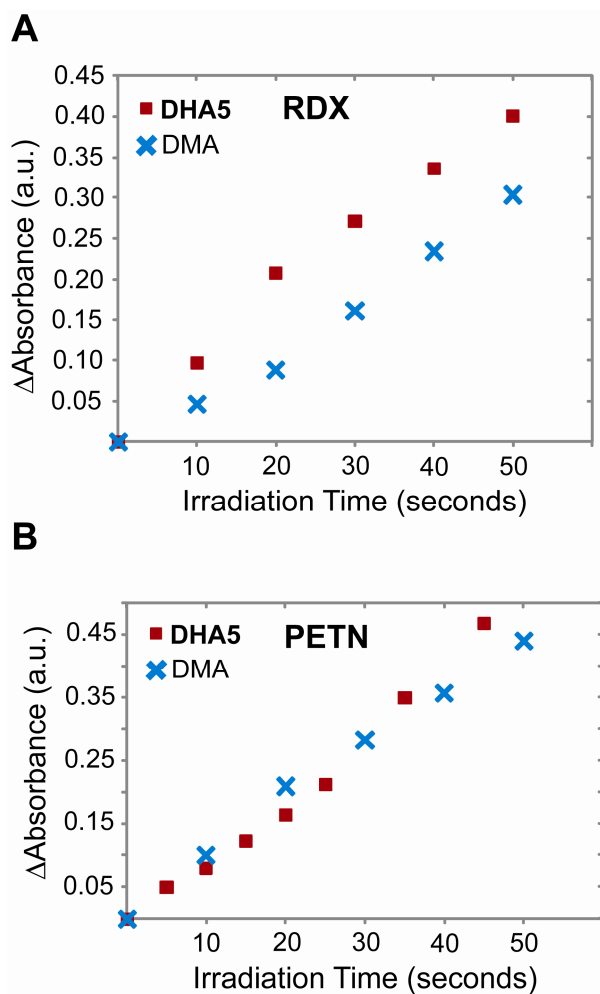 A
0.45
0.40
0.35
0.30
0.25
0.20
0.15
0.10
0.05
ΔAbsorbance (a.u.)
DHA5
RDX
DMA
10 20 30 40 50
Irradiation Time (seconds)
B
0.45
0.35
0.25
0.15
0.05
ΔAbsorbance (a.u.)
DHA5
PETN
DMA
10 20 30 40 50
Irradiation Time (seconds)